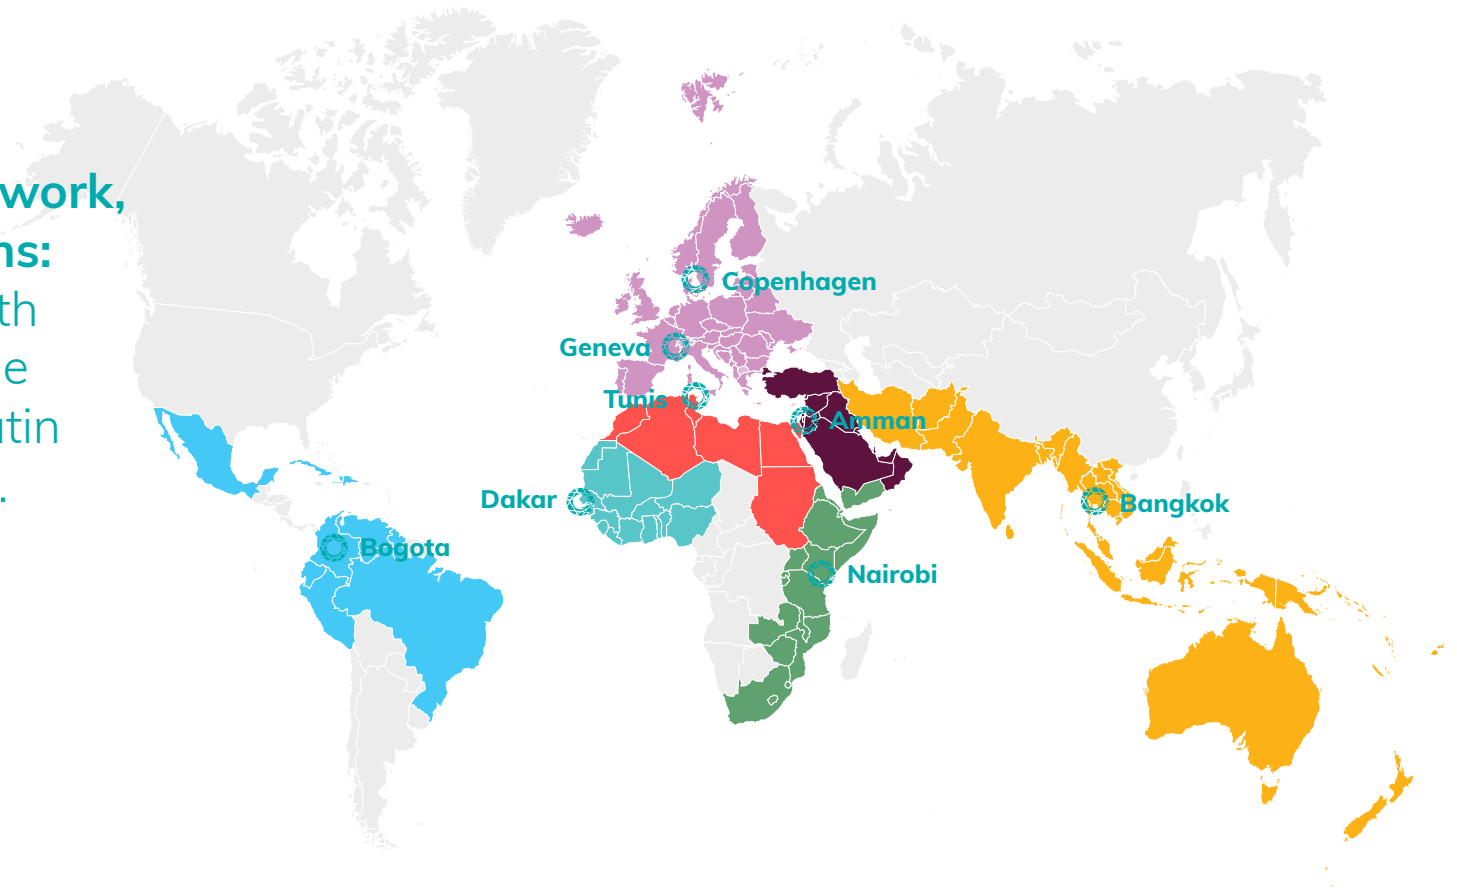 work,
ns:
th
e
tin
.
Copenhagen
Geneva
Tunis
Amman
Dakar
Bangkok
Bogota
Nairobi